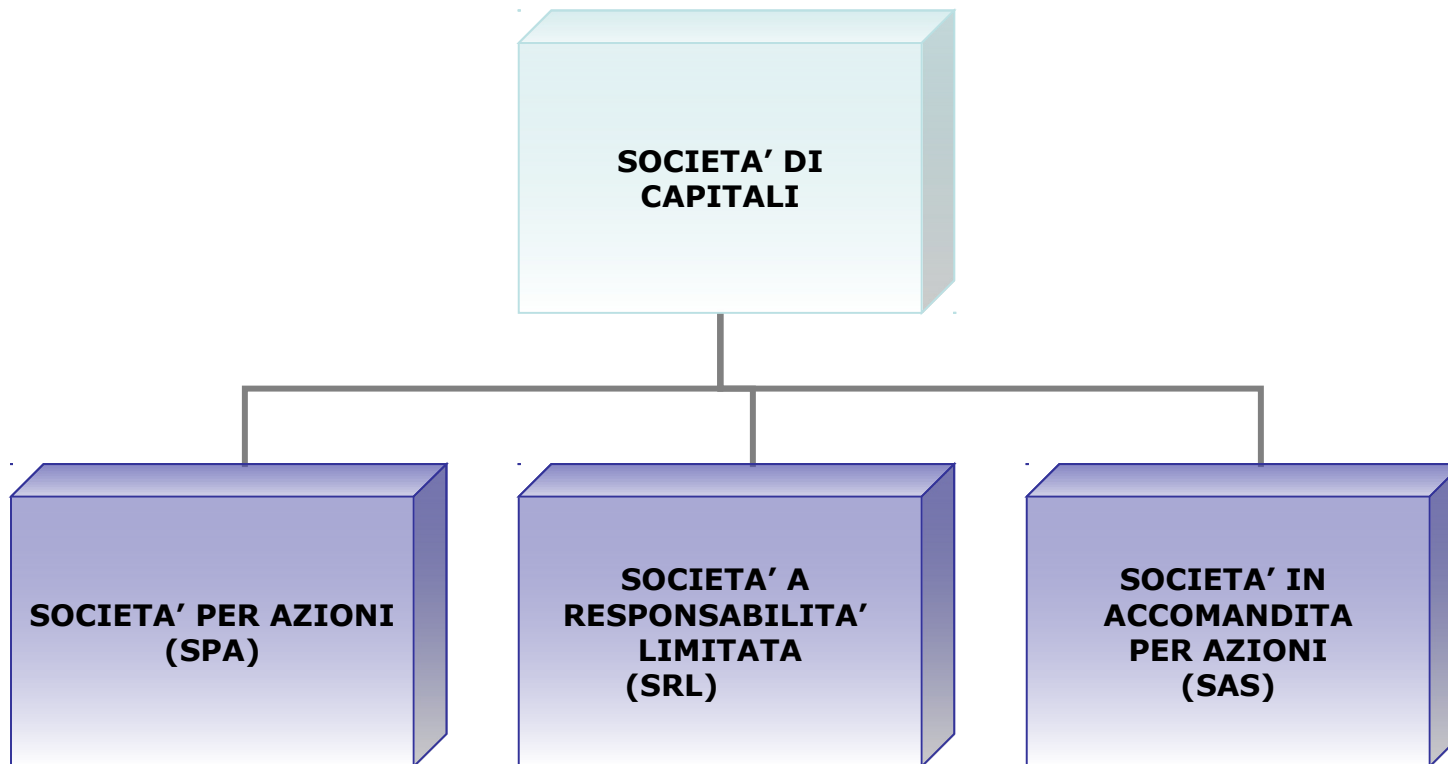 SOCIETA’ DI
CAPITALI
SOCIETA’ PER AZIONI
(SPA)
SOCIETA’ A
RESPONSABILITA’
LIMITATA
(SRL)
SOCIETA’ IN
ACCOMANDITA
PER AZIONI
(SAS)